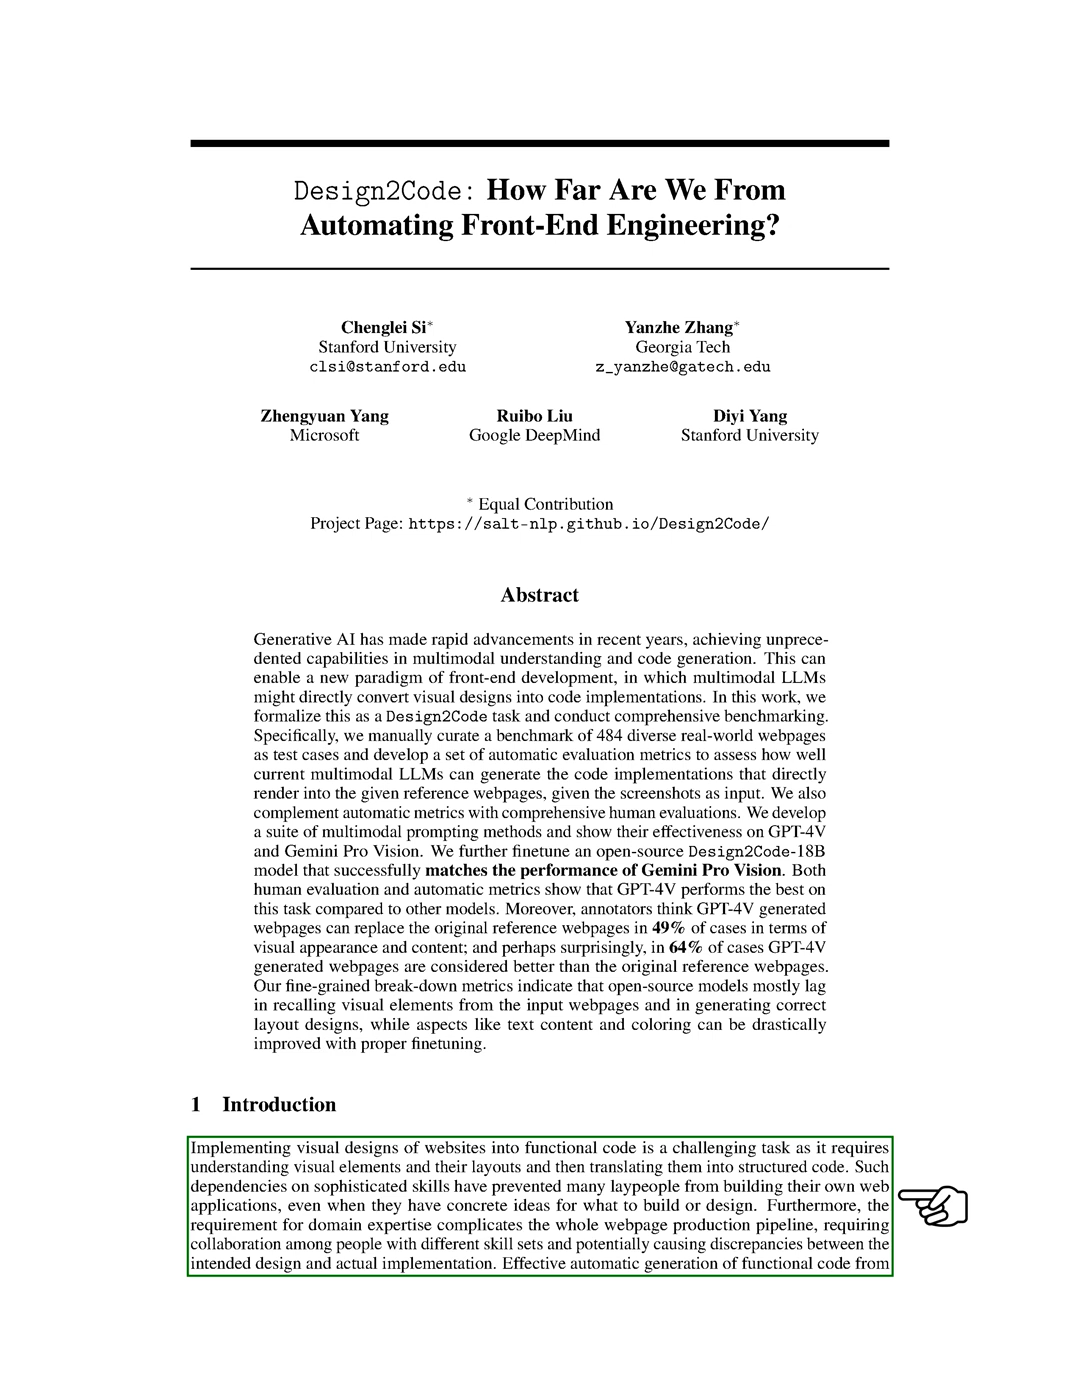 Design2Code: How Far Are We From
Automating Front-End Engineering?
Chenglei Si*
Stanford University
clsi@stanford.edu
Yanzhe Zhang*
Georgia Tech
z_yanzhe@gatech.edu
Zhengyuan Yang
Microsoft
Ruibo Liu
Google DeepMind
Diyi Yang
Stanford University
* Equal Contribution
Project Page: https://salt-nlp.github.io/Design2Code/
Abstract
Generative AI has made rapid advancements in recent years, achieving unprece-
dented capabilities in multimodal understanding and code generation. This can
enable a new paradigm of front-end development, in which multimodal LLMs
might directly convert visual designs into code implementations. In this work, we
formalize this as a Design2Code task and conduct comprehensive benchmarking.
Specifically, we manually curate a benchmark of 484 diverse real-world webpages
as test cases and develop a set of automatic evaluation metrics to assess how well
current multimodal LLMs can generate the code implementations that directly
render into the given reference webpages, given the screenshots as input. We also
complement automatic metrics with comprehensive human evaluations. We develop
a suite of multimodal prompting methods and show their effectiveness on GPT-4V
and Gemini Pro Vision. We further finetune an open-source Design2Code-18B
model that successfully matches the performance of Gemini Pro Vision. Both
human evaluation and automatic metrics show that GPT-4V performs the best on
this task compared to other models. Moreover, annotators think GPT-4V generated
webpages can replace the original reference webpages in 49% of cases in terms of
visual appearance and content; and perhaps surprisingly, in 64% of cases GPT-4V
generated webpages are considered better than the original reference webpages.
Our fine-grained break-down metrics indicate that open-source models mostly lag
in recalling visual elements from the input webpages and in generating correct
layout designs, while aspects like text content and coloring can be drastically
improved with proper finetuning.
1 Introduction
Implementing visual designs of websites into functional code is a challenging task as it requires
understanding visual elements and their layouts and then translating them into structured code. Such
dependencies on sophisticated skills have prevented many laypeople from building their own web
applications, even when they have concrete ideas for what to build or design. Furthermore, the
requirement for domain expertise complicates the whole webpage production pipeline, requiring
collaboration among people with different skill sets and potentially causing discrepancies between the
intended design and actual implementation. Effective automatic generation of functional code from